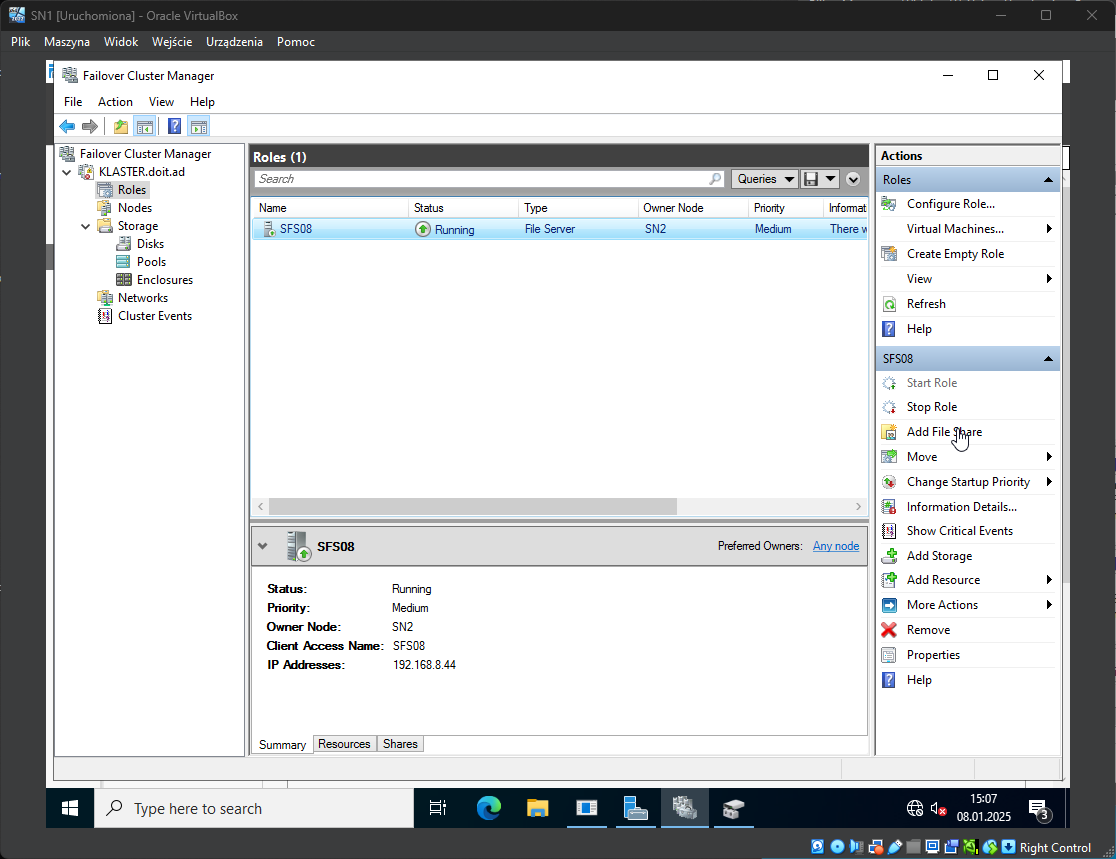 SN1 [Uruchomiona] - Oracle VirtualBox
Plik Maszyna Widok Wejście Urządzenia Pomoc
Failover Cluster Manager
File Action View Help
Failover Cluster Manager
KLASTER.doit.ad
Roles
Nodes
Storage
Disks
Pools
Enclosures
Networks
Cluster Events
Roles (1)
Search
Queries
Name Status Type Owner Node Priority Informat
SFS08 Running File Server SN2 Medium There w
SFS08 Preferred Owners: Any node
Status: Running
Priority: Medium
Owner Node: SN2
Client Access Name: SFS08
IP Addresses: 192.168.8.44
Summary Resources Shares
Actions
Roles
Configure Role...
Virtual Machines...
Create Empty Role
View
Refresh
Help
SFS08
Start Role
Stop Role
Add File Share
Move
Change Startup Priority
Information Details...
Show Critical Events
Add Storage
Add Resource
More Actions
Remove
Properties
Help
Type here to search
15:07
08.01.2025
3
Right Control